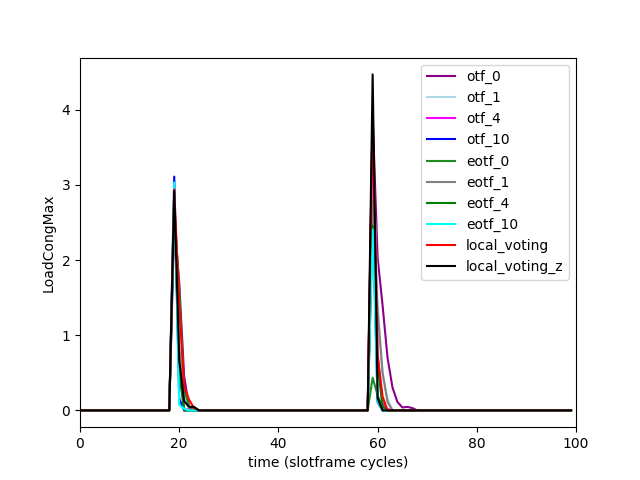 otf_0
otf_1
otf_4
otf_10
eotf_0
eotf_1
eotf_4
eotf_10
local_voting
local_voting_z
LoadCongMax
4
3
2
1
0
0 20 40 60 80 100
time (slotframe cycles)